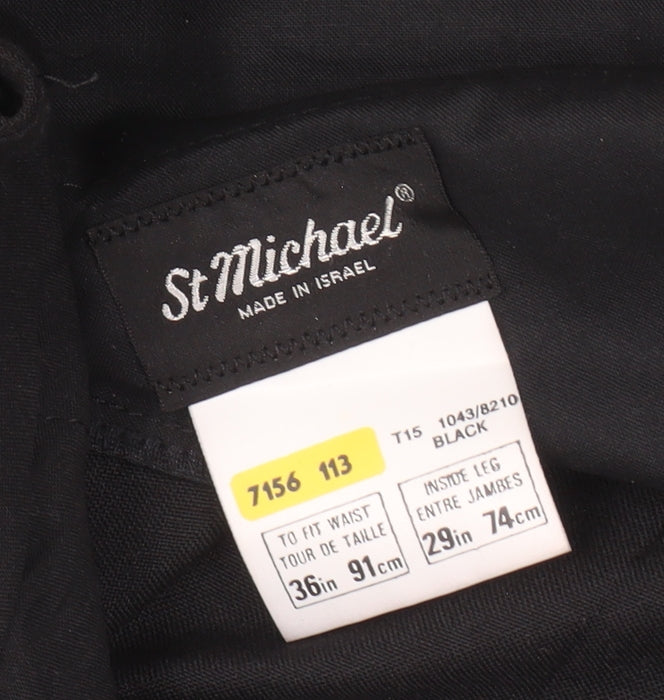 St Michael®
MADE IN ISRAEL
T15 1043/8210
BLACK
7156 113
TO FIT WAIST
TOUR DE TAILLE
36in 91cm
INSIDE LEG
ENTRE JAMBES
29in 74cm